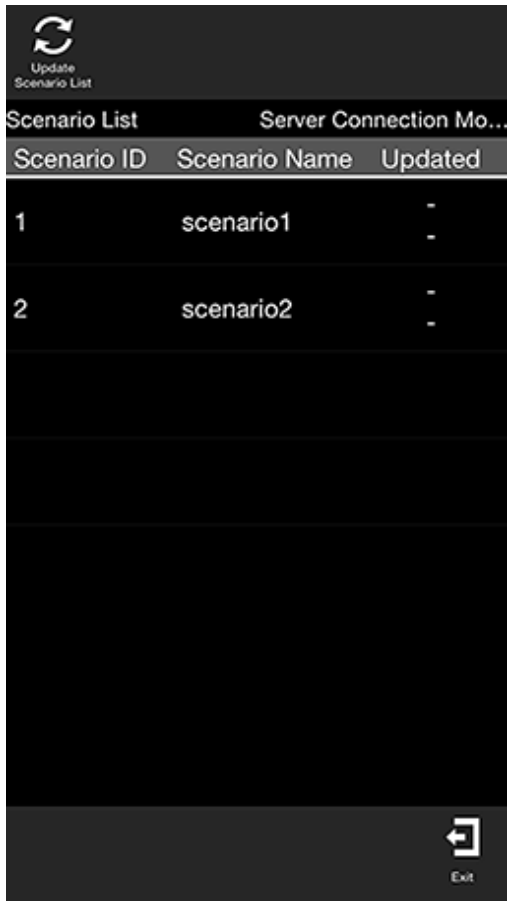 Update
Scenario List
Scenario List Server Connection Mo...
Scenario ID Scenario Name Updated
1 scenario1 -
-
2 scenario2 -
-
Exit